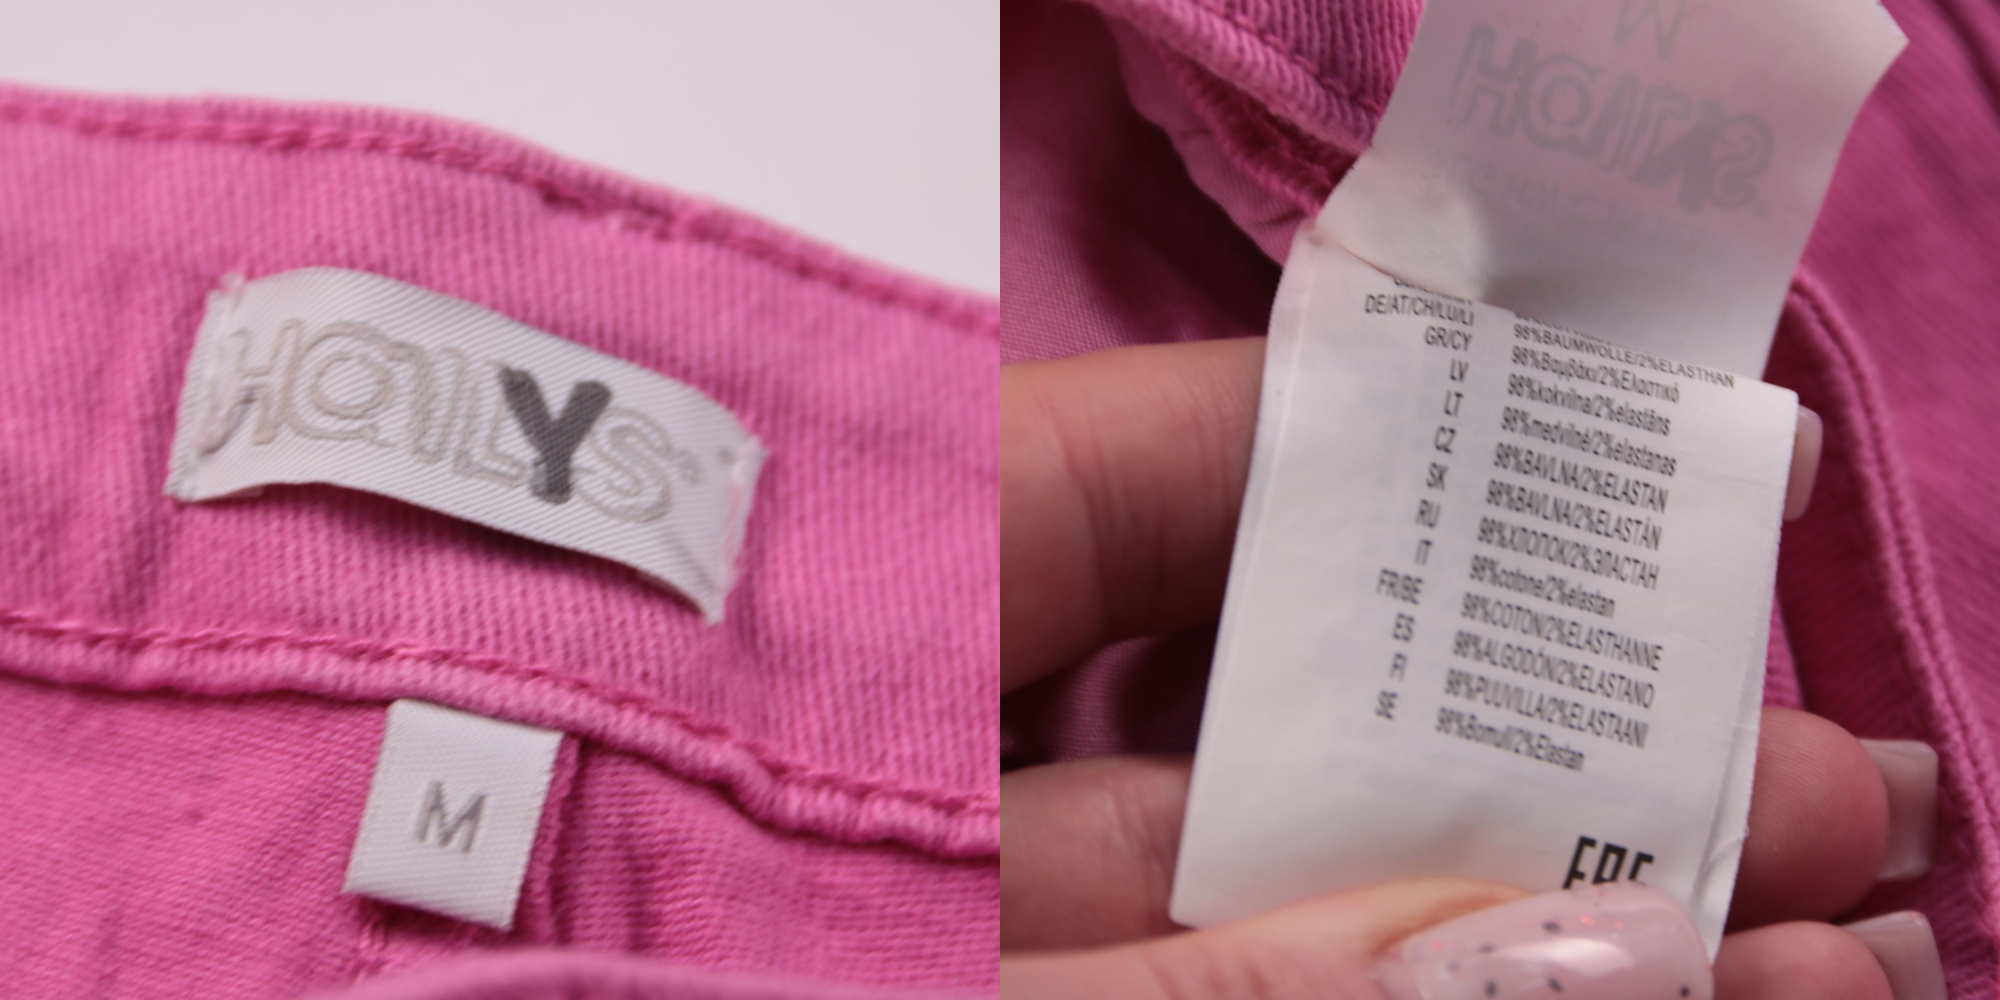 HAILYS
M
DE/AT/CH/LU/LI 98%BAUMWOLLE/2%ELASTHAN
GR/CY 98%Βαμβάκι/2%Ελαστικό
LV 98%kokvilna/2%elastāns
LT 98%medvilnė/2%elastanas
CZ 98%BAVLNA/2%ELASTAN
SK 98%BAVLNA/2%ELASTÁN
RU 98%ХЛОПОК/2%ЭЛАСТАН
IT 98%cotone/2%elastan
FR/BE 98%COTON/2%ELASTHANNE
ES 98%ALGODÓN/2%ELASTANO
FI 98%PUUVILLA/2%ELASTAANI
SE 98%Bomull/2%Elastan